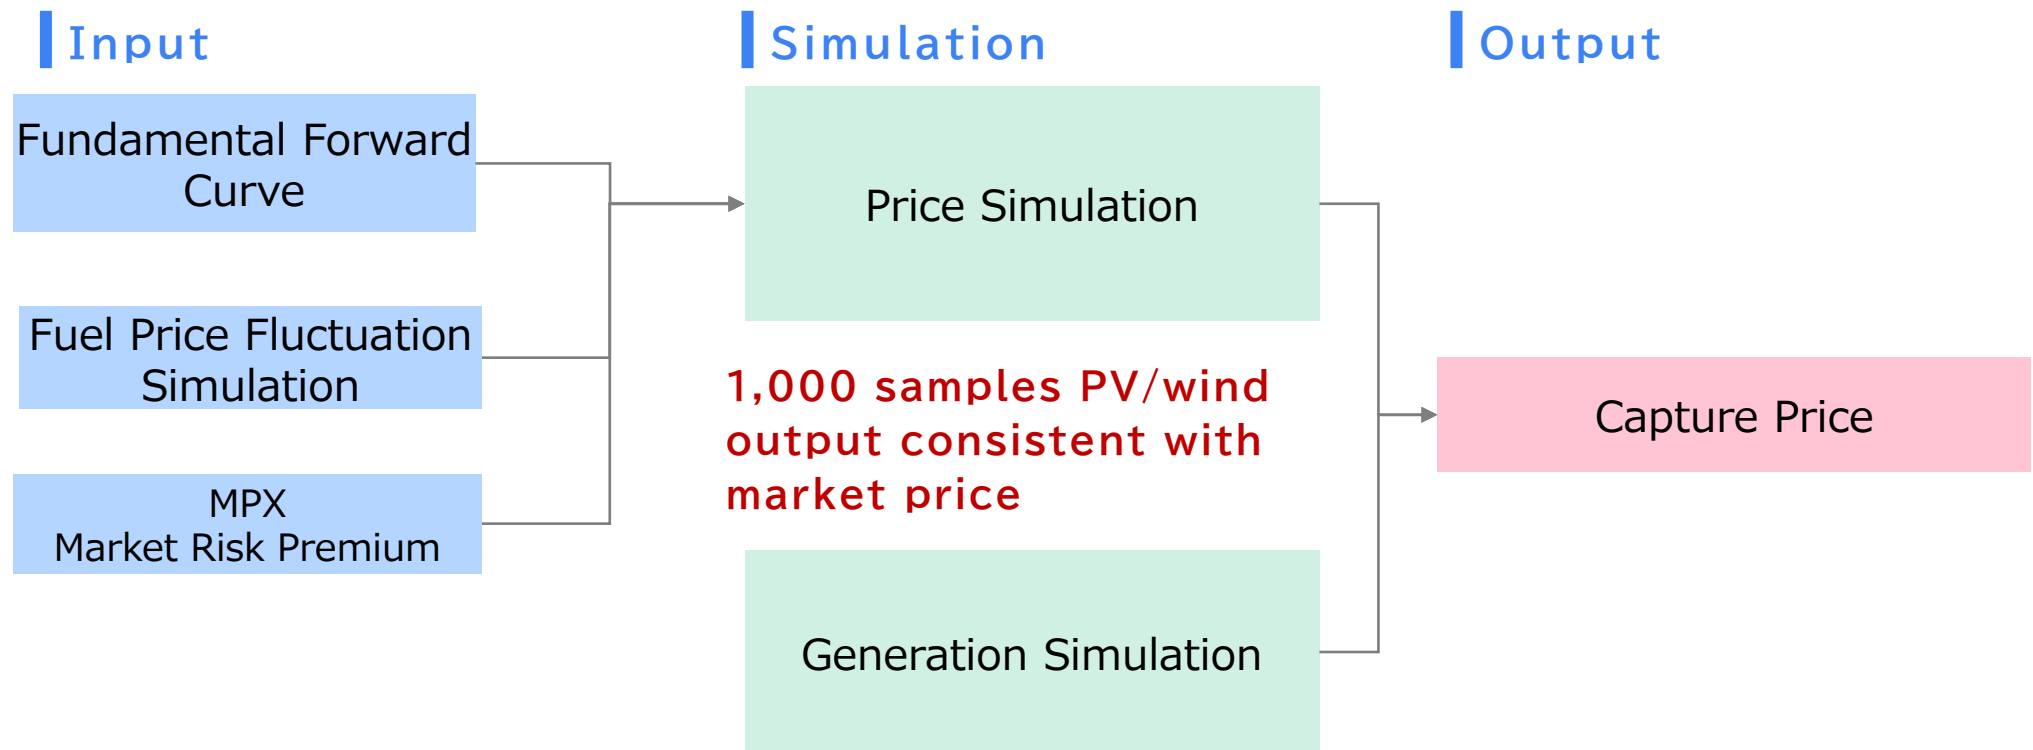 Input
Simulation
Output
Fundamental Forward
Curve
Fuel Price Fluctuation
Simulation
MPX
Market Risk Premium
Price Simulation
1,000 samples PV/wind
output consistent with
market price
Generation Simulation
Capture Price